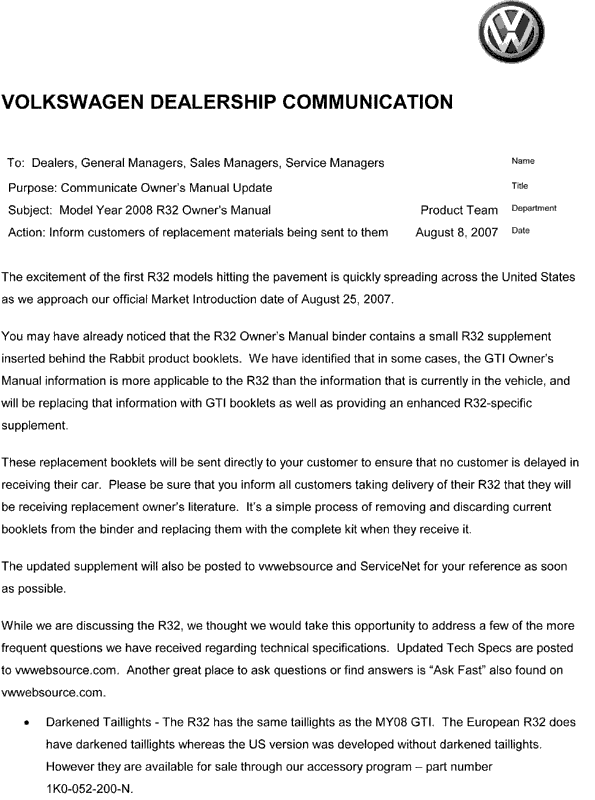 VOLKSWAGEN DEALERSHIP COMMUNICATION
To: Dealers, General Managers, Sales Managers, Service Managers Name
Purpose: Communicate Owner's Manual Update Title
Subject: Model Year 2008 R32 Owner's Manual Product Team Department
Action: Inform customers of replacement materials being sent to them August 8, 2007 Date
The excitement of the first R32 models hitting the pavement is quickly spreading across the United States
as we approach our official Market Introduction date of August 25, 2007.
You may have already noticed that the R32 Owner's Manual binder contains a small R32 supplement
inserted behind the Rabbit product booklets. We have identified that in some cases, the GTI Owner's
Manual information is more applicable to the R32 than the information that is currently in the vehicle, and
will be replacing that information with GTI booklets as well as providing an enhanced R32-specific
supplement.
These replacement booklets will be sent directly to your customer to ensure that no customer is delayed in
receiving their car. Please be sure that you inform all customers taking delivery of their R32 that they will
be receiving replacement owner's literature. It's a simple process of removing and discarding current
booklets from the binder and replacing them with the complete kit when they receive it.
The updated supplement will also be posted to vwwebsource and ServiceNet for your reference as soon
as possible.
While we are discussing the R32, we thought we would take this opportunity to address a few of the more
frequent questions we have received regarding technical specifications. Updated Tech Specs are posted
to vwwebsource.com. Another great place to ask questions or find answers is "Ask Fast" also found on
vwwebsource.com.
• Darkened Taillights - The R32 has the same taillights as the MY08 GTI. The European R32 does
have darkened taillights whereas the US version was developed without darkened taillights.
However they are available for sale through our accessory program – part number
1K0-052-200-N.